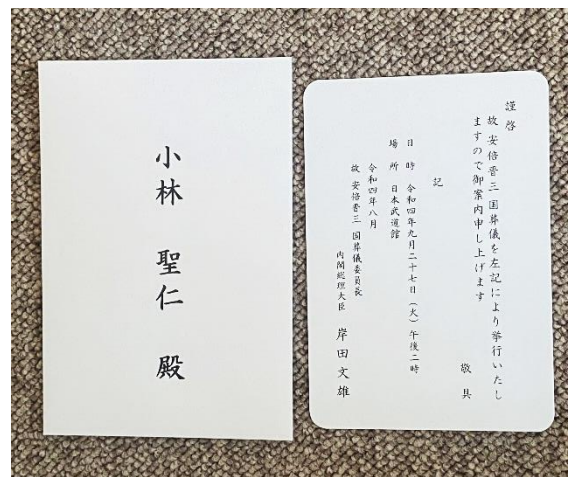 小林 聖仁 殿
謹啓
故 安倍晋三 国葬儀を左記により挙行いたし
ますので御案内申し上げます
敬具
記
日 時 令和四年九月二十七日（火）午後二時
場 所 日本武道館
令和四年八月
故 安倍晋三 国葬儀委員長
内閣総理大臣 岸田文雄